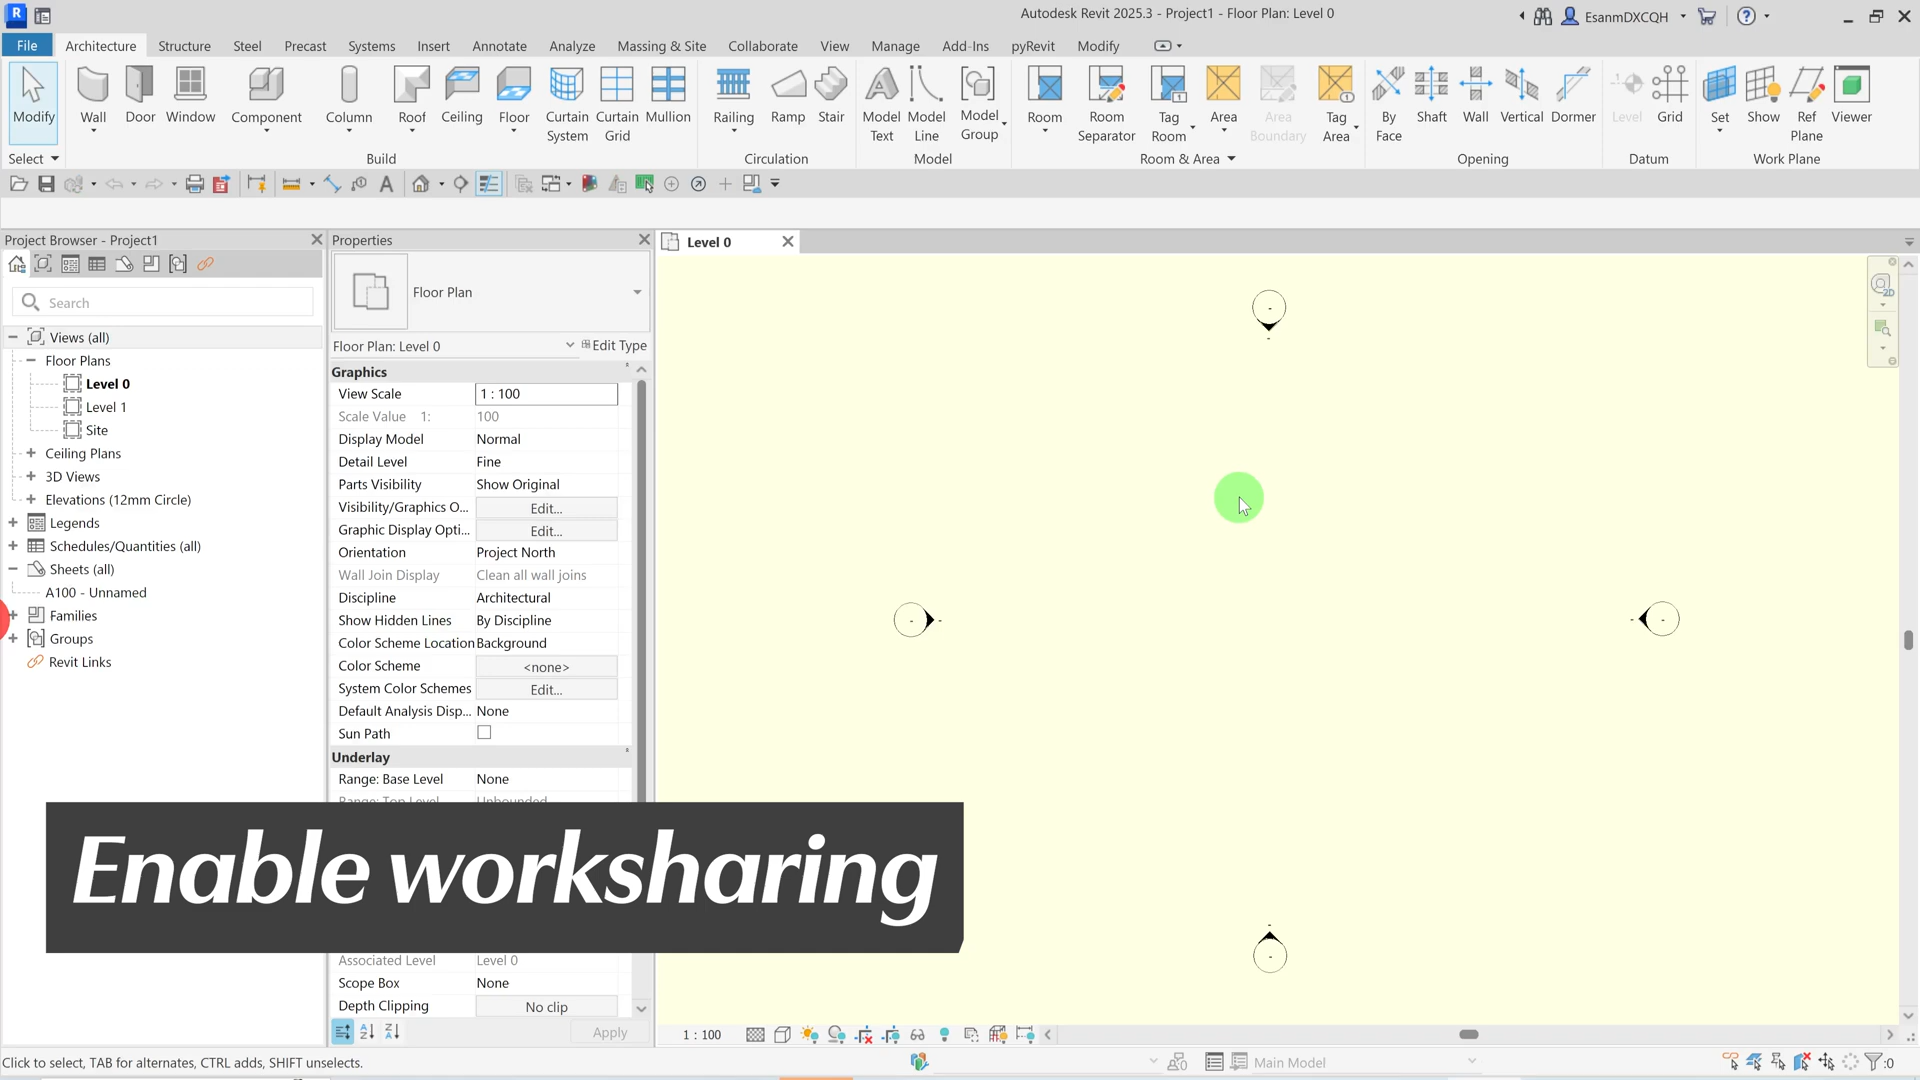 Autodesk Revit 2025.3 - Project1 - Floor Plan: Level 0
EsanmDXCQH
File Architecture Structure Steel Precast Systems Insert Annotate Analyze Massing & Site Collaborate View Manage Add-Ins pyRevit Modify
Modify Wall Door Window Component Column Roof Ceiling Floor Curtain System Curtain Grid Mullion Railing Ramp Stair Model Text Model Line Model Group Room Room Separator Tag Room Area Area Boundary Tag Area By Face Shaft Wall Vertical Dormer Level Grid Set Show Ref Plane Viewer
Select Build Circulation Model Room & Area Opening Datum Work Plane
Project Browser - Project1
Search
Views (all)
Floor Plans
Level 0
Level 1
Site
Ceiling Plans
3D Views
Elevations (12mm Circle)
Legends
Schedules/Quantities (all)
Sheets (all)
A100 - Unnamed
Families
Groups
Revit Links
Properties
Floor Plan
Floor Plan: Level 0 Edit Type
Graphics
View Scale 1 : 100
Scale Value 1: 100
Display Model Normal
Detail Level Fine
Parts Visibility Show Original
Visibility/Graphics O... Edit...
Graphic Display Opti... Edit...
Orientation Project North
Wall Join Display Clean all wall joins
Discipline Architectural
Show Hidden Lines By Discipline
Color Scheme Location Background
Color Scheme <none>
System Color Schemes Edit...
Default Analysis Disp... None
Sun Path
Underlay
Range: Base Level None
Range: Top Level Unbounded
Associated Level Level 0
Scope Box None
Depth Clipping No clip
Apply
Level 0
2D
Enable worksharing
1 : 100
Click to select, TAB for alternates, CTRL adds, SHIFT unselects.
Main Model
:0